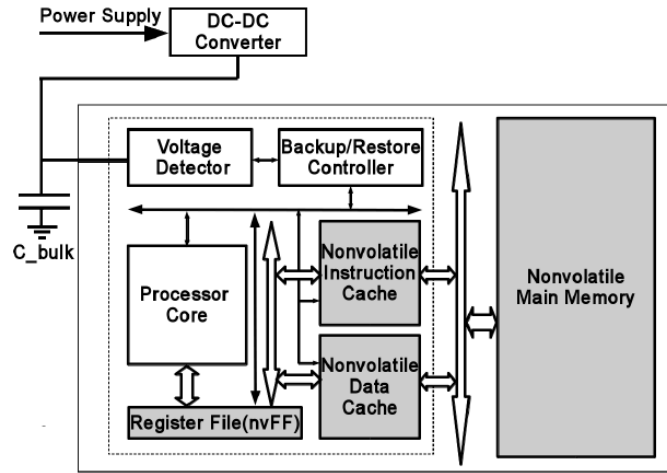 Power Supply
DC-DC
Converter
Voltage
Detector
Backup/Restore
Controller
C_bulk
Processor
Core
Nonvolatile
Instruction
Cache
Nonvolatile
Main Memory
Nonvolatile
Data
Cache
Register File(nvFF)